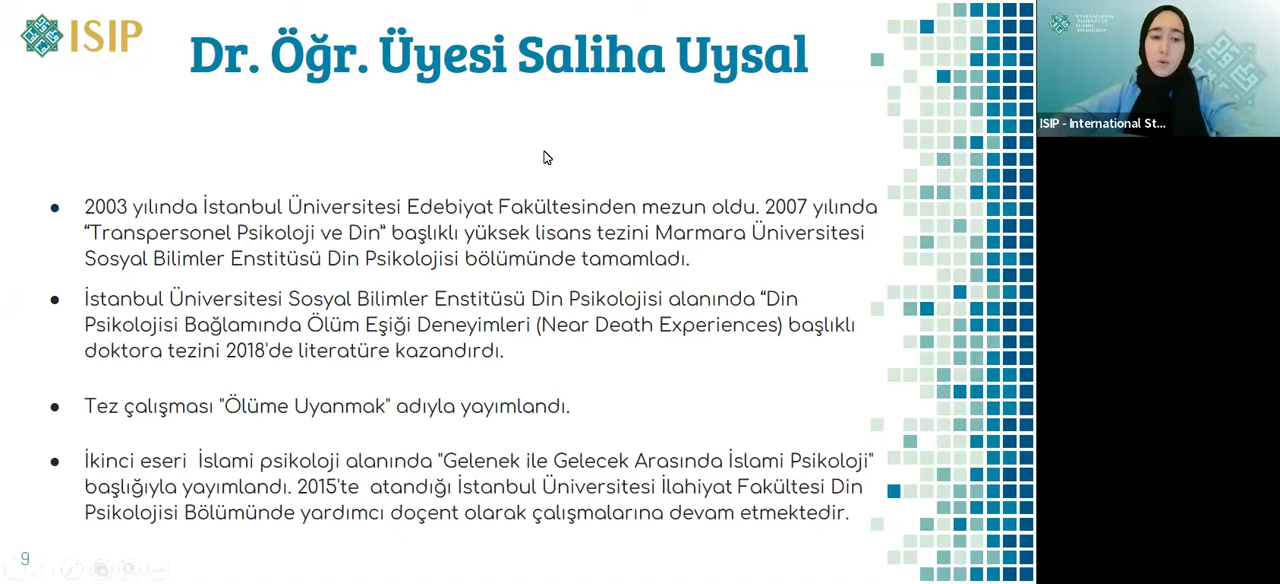 ISIP
Dr. Öğr. Üyesi Saliha Uysal
2003 yılında İstanbul Üniversitesi Edebiyat Fakültesinden mezun oldu. 2007 yılında
“Transpersonel Psikoloji ve Din” başlıklı yüksek lisans tezini Marmara Üniversitesi
Sosyal Bilimler Enstitüsü Din Psikolojisi bölümünde tamamladı.
İstanbul Üniversitesi Sosyal Bilimler Enstitüsü Din Psikolojisi alanında “Din
Psikolojisi Bağlamında Ölüm Eşiği Deneyimleri (Near Death Experiences) başlıklı
doktora tezini 2018'de literatüre kazandırdı.
Tez çalışması "Ölüme Uyanmak" adıyla yayımlandı.
İkinci eseri İslami psikoloji alanında "Gelenek ile Gelecek Arasında İslami Psikoloji"
başlığıyla yayımlandı. 2015'te atandığı İstanbul Üniversitesi İlahiyat Fakültesi Din
Psikolojisi Bölümünde yardımcı doçent olarak çalışmalarına devam etmektedir.
9
INTERNATIONAL
STUDENTS OF
ISLAMIC
PSYCHOLOGY
ISIP - International St...